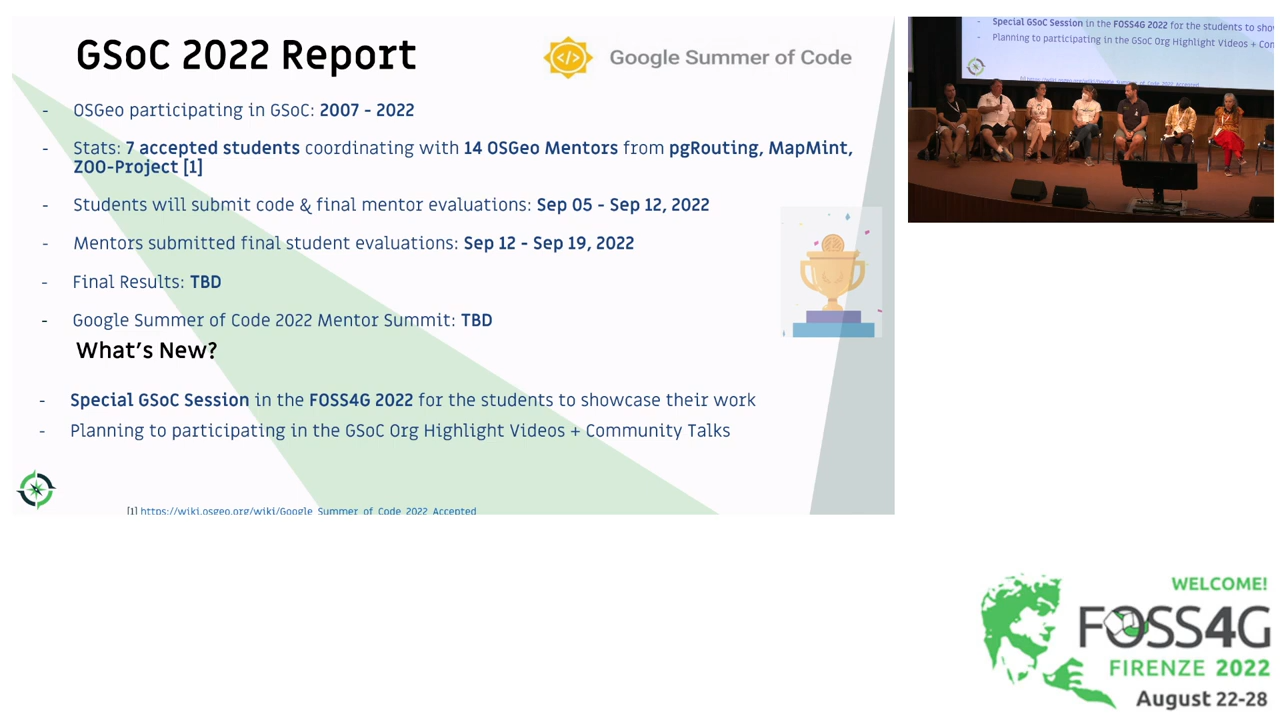 GSoC 2022 Report
Google Summer of Code
- OSGeo participating in GSoC: 2007 - 2022
- Stats: 7 accepted students coordinating with 14 OSGeo Mentors from pgRouting, MapMint,
ZOO-Project [1]
- Students will submit code & final mentor evaluations: Sep 05 - Sep 12, 2022
- Mentors submitted final student evaluations: Sep 12 - Sep 19, 2022
- Final Results: TBD
- Google Summer of Code 2022 Mentor Summit: TBD
What's New?
- Special GSoC Session in the FOSS4G 2022 for the students to showcase their work
- Planning to participating in the GSoC Org Highlight Videos + Community Talks
[1] https://wiki.osgeo.org/wiki/Google_Summer_of_Code_2022_Accepted
- Special GSoC Session in the FOSS4G 2022 for the students to sho
- Planning to participating in the GSoC Org Highlight Videos + Con
WELCOME!
FOSS4G
FIRENZE 2022
August 22-28